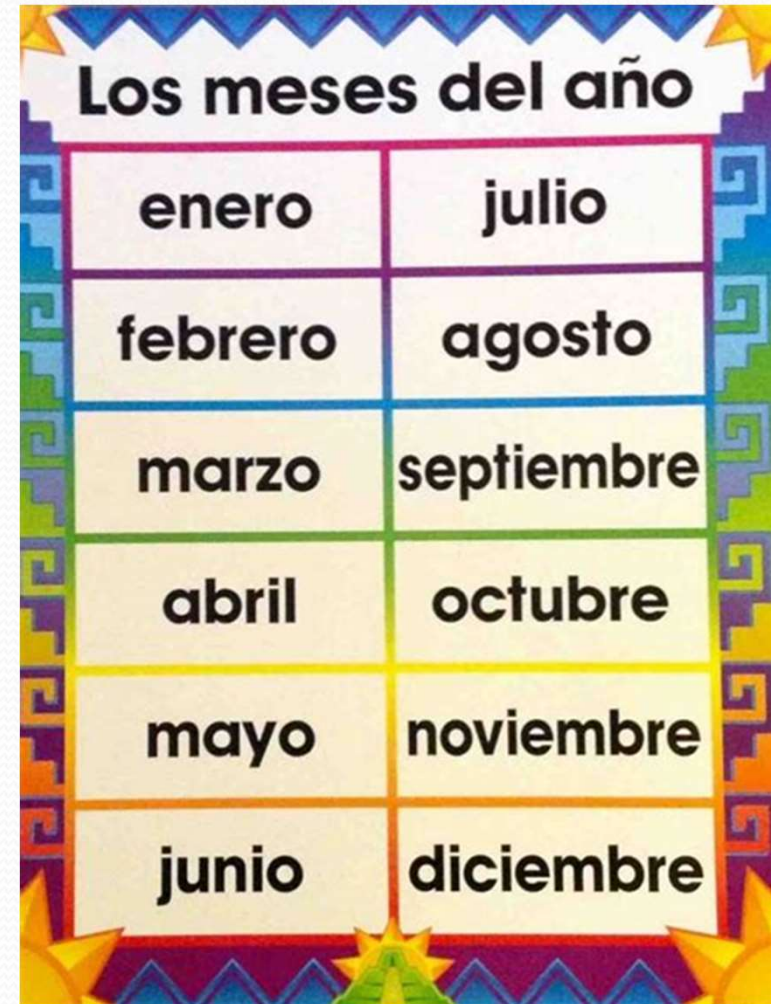 Los meses del año
enero
julio
febrero
agosto
marzo
septiembre
abril
octubre
mayo
noviembre
junio
diciembre